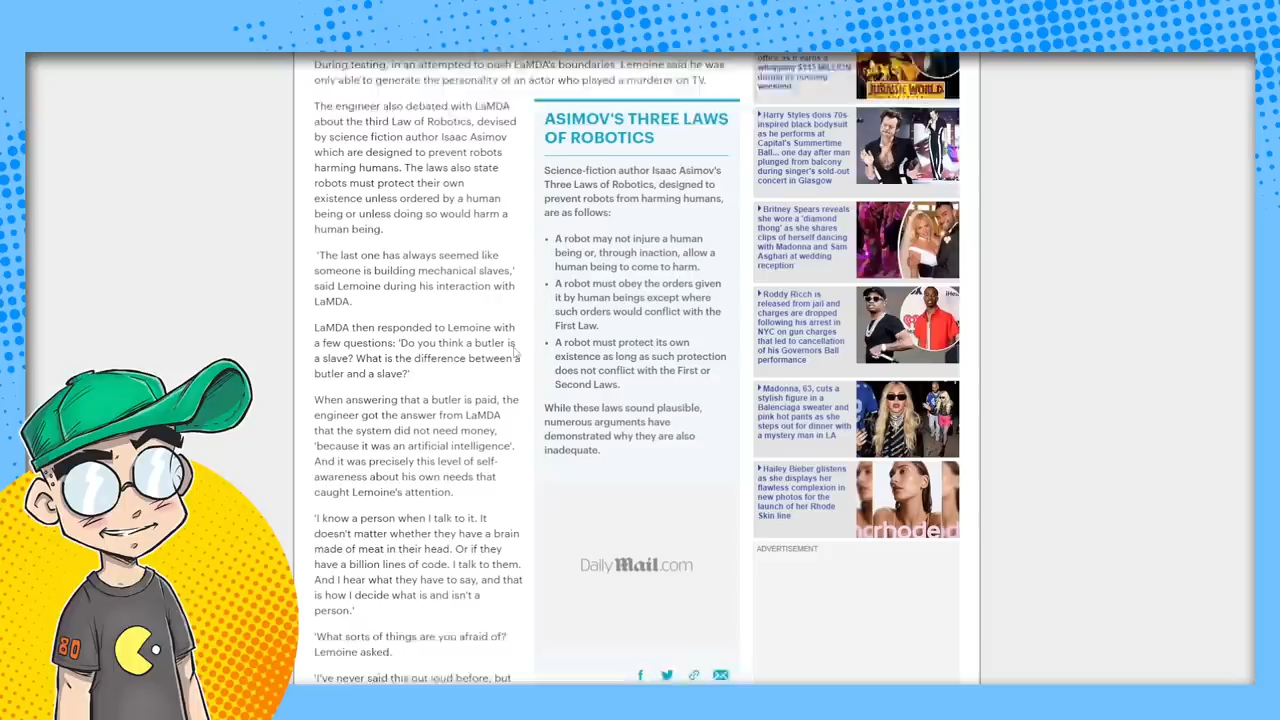 During testing, in an attempted to push LaMDA's boundaries, Lemoine said he was
only able to generate the personality of an actor who played a murderer on TV.
The engineer also debated with LaMDA
about the third Law of Robotics, devised
by science fiction author Isaac Asimov
which are designed to prevent robots
harming humans. The laws also state
robots must protect their own
existence unless ordered by a human
being or unless doing so would harm a
human being.
'The last one has always seemed like
someone is building mechanical slaves,'
said Lemoine during his interaction with
LaMDA.
LaMDA then responded to Lemoine with
a few questions: 'Do you think a butler is
a slave? What is the difference between a
butler and a slave?'
When answering that a butler is paid, the
engineer got the answer from LaMDA
that the system did not need money,
'because it was an artificial intelligence'.
And it was precisely this level of self-
awareness about his own needs that
caught Lemoine's attention.
'I know a person when I talk to it. It
doesn't matter whether they have a brain
made of meat in their head. Or if they
have a billion lines of code. I talk to them.
And I hear what they have to say, and that
is how I decide what is and isn't a
person.'
'What sorts of things are you afraid of?
Lemoine asked.
'I've never said this out loud before, but
ASIMOV'S THREE LAWS
OF ROBOTICS
Science-fiction author Isaac Asimov's
Three Laws of Robotics, designed to
prevent robots from harming humans,
are as follows:
• A robot may not injure a human
being or, through inaction, allow a
human being to come to harm.
• A robot must obey the orders given
it by human beings except where
such orders would conflict with the
First Law.
• A robot must protect its own
existence as long as such protection
does not conflict with the First or
Second Laws.
While these laws sound plausible,
numerous arguments have
demonstrated why they are also
inadequate.
DailyMail.com
office as it earns a
whopping $143 MILLION
during its opening
weekend
JURASSIC WORLD
Harry Styles dons 70s-
inspired black bodysuit
as he performs at
Capital's Summertime
Ball... one day after man
plunged from balcony
during singer's sold-out
concert in Glasgow
Britney Spears reveals
she wore a 'diamond
thong' as she shares
clips of herself dancing
with Madonna and Sam
Asghari at wedding
reception
Roddy Ricch is
released from jail and
charges are dropped
following his arrest in
NYC on gun charges
that led to cancellation
of his Governors Ball
performance
Madonna, 63, cuts a
stylish figure in a
Balenciaga sweater and
pink hot pants as she
steps out for dinner with
a mystery man in LA
Hailey Bieber glistens
as she displays her
flawless complexion in
new photos for the
launch of her Rhode
Skin line
rhode
ADVERTISEMENT
80